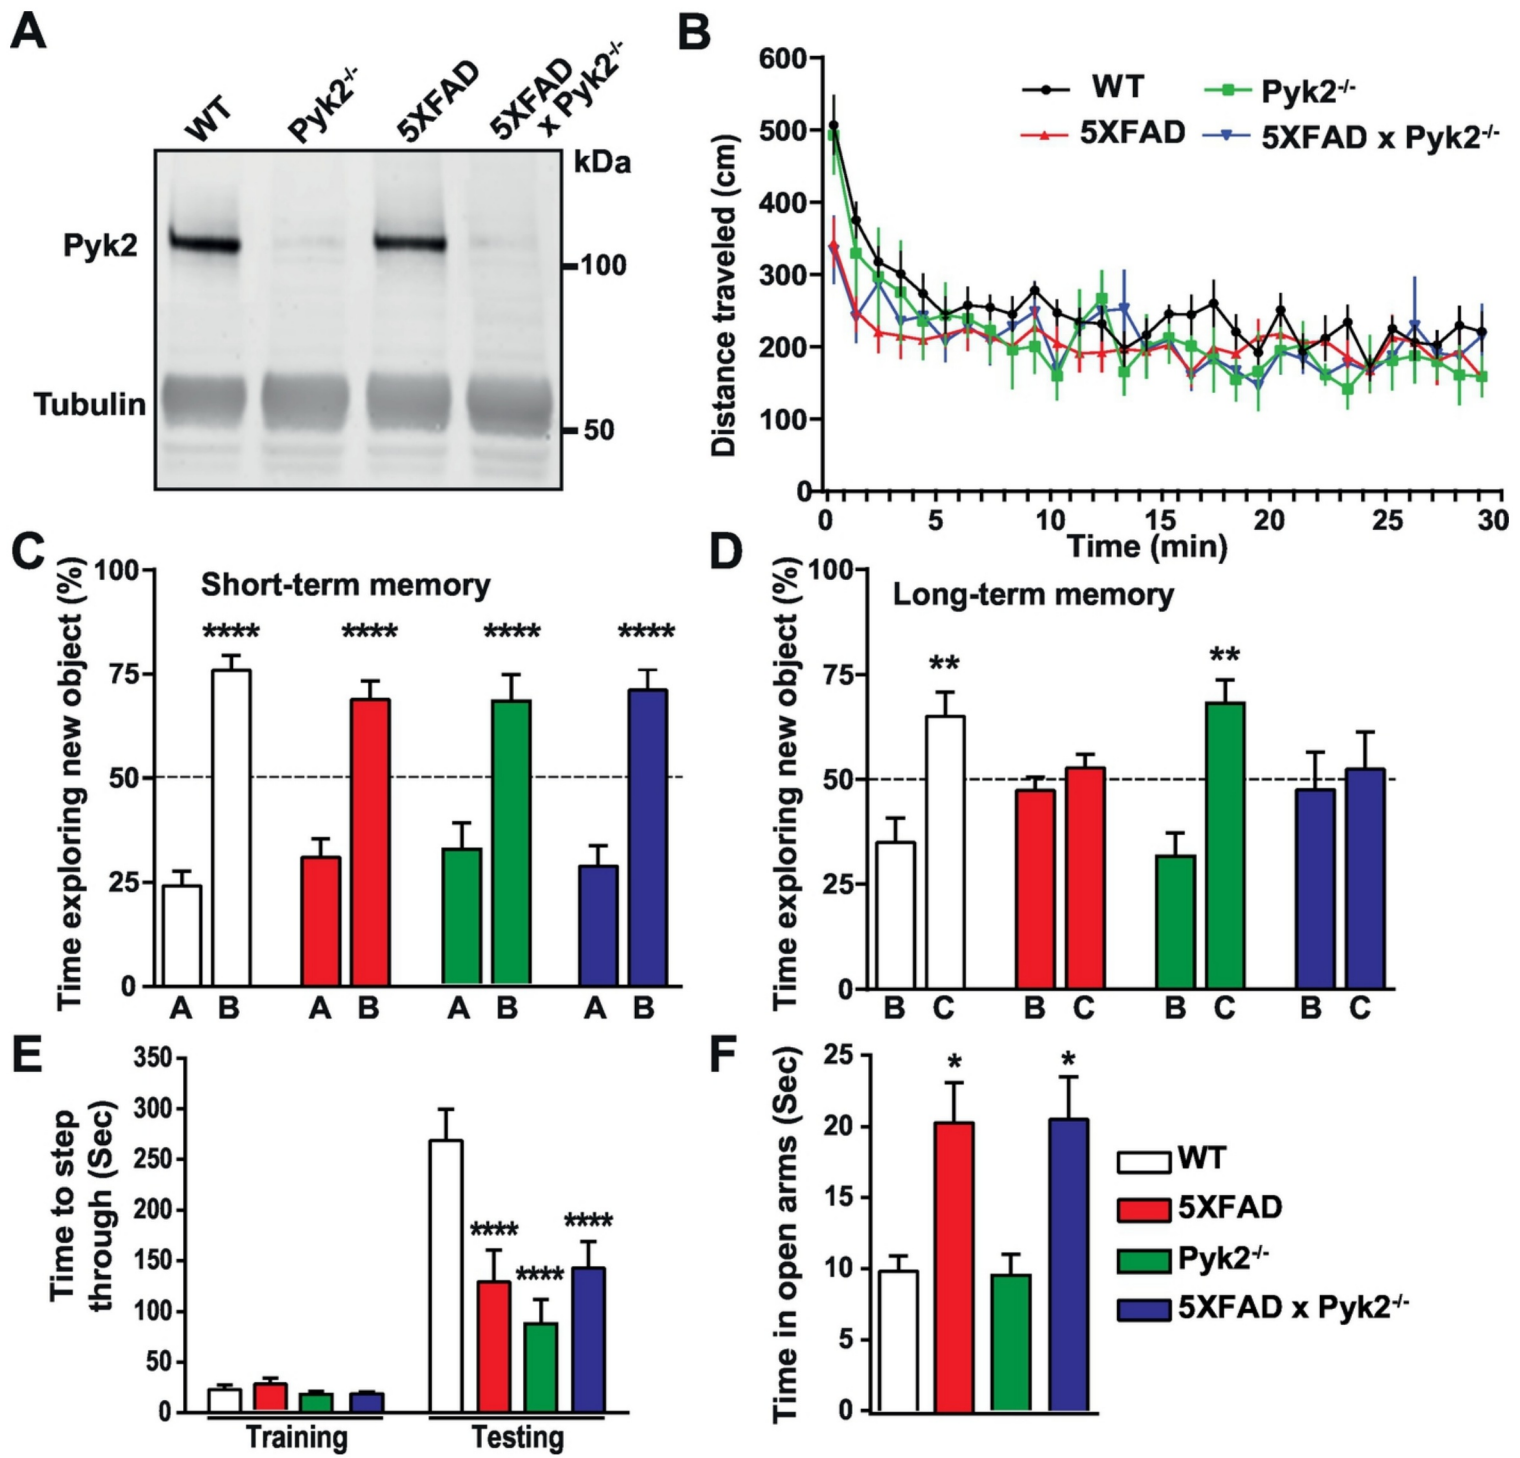 A
WT
Pyk2-/-
5XFAD
5XFAD
x Pyk2-/-
kDa
Pyk2
100
Tubulin
50
B
Distance traveled (cm)
600
500
400
300
200
100
0
WT
Pyk2-/-
5XFAD
5XFAD x Pyk2-/-
0 5 10 15 20 25 30
Time (min)
C
Time exploring new object (%)
100
75
50
25
0
Short-term memory
**** **** **** ****
A B A B A B A B
D
Time exploring new object (%)
100
75
50
25
0
Long-term memory
** **
B C B C B C B C
E
Time to step
through (Sec)
350
300
250
200
150
100
50
0
**** **** ****
Training Testing
F
Time in open arms (Sec)
25
20
15
10
5
0
* *
WT
5XFAD
Pyk2-/-
5XFAD x Pyk2-/-